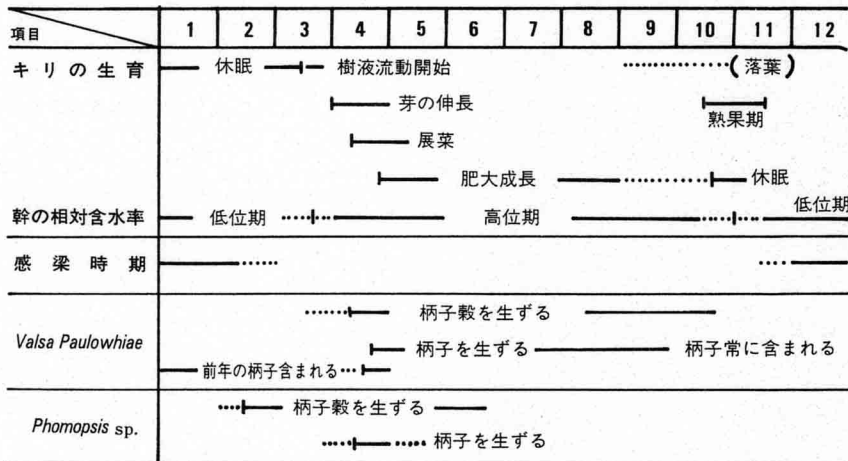 項目 1 2 3 4 5 6 7 8 9 10 11 12
キリの生育 休眠 樹液流動開始 (落葉)
芽の伸長 熟果期
展菜
肥大成長 休眠
幹の相対含水率 低位期 高位期 低位期
感梁時期
柄子殻を生ずる
Valsa Paulowhiae 柄子を生ずる 柄子常に含まれる
前年の柄子含まれる
Phomopsis sp. 柄子殻を生ずる
柄子を生ずる